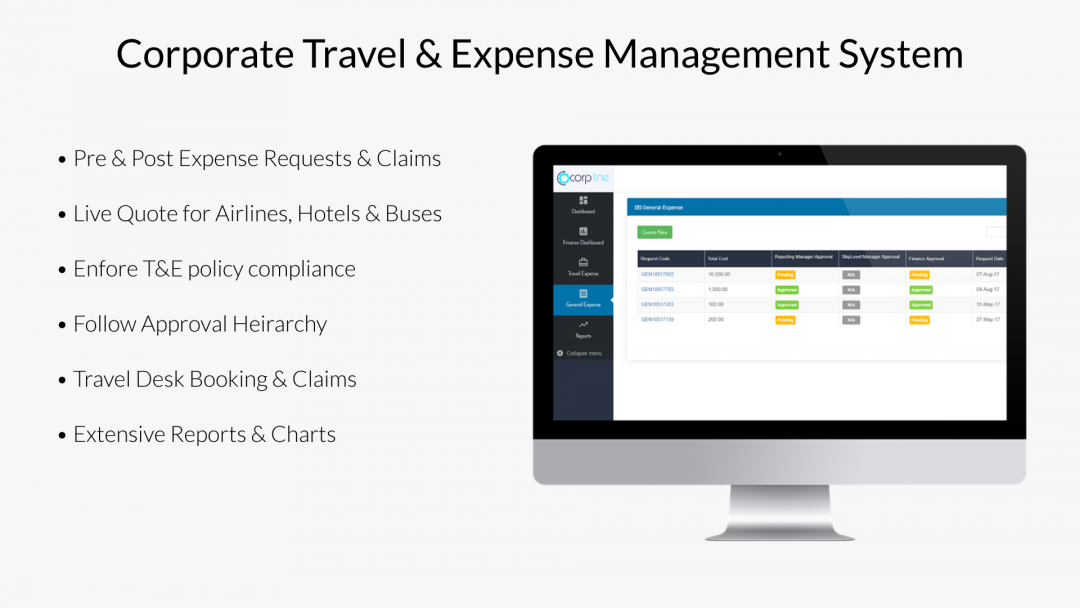 Corporate Travel & Expense Management System
• Pre & Post Expense Requests & Claims
• Live Quote for Airlines, Hotels & Buses
• Enfore T&E policy compliance
• Follow Approval Heirarchy
• Travel Desk Booking & Claims
• Extensive Reports & Charts
corp tne
Dashboard
Finance Dashboard
Travel Expense
General Expense
Reports
Collapse menu
General Expense
Create New
Request Code Total Cost Reporting Manager Approval SkipLevel Manager Approval Finance Approval Request Date
10,000.00 Pending N/A Pending 07-Aug-17
1,000.00 Approved N/A Approved 04-Aug-17
100.00 Approved N/A Approved 31-May-17
200.00 Pending N/A Pending 27-May-17